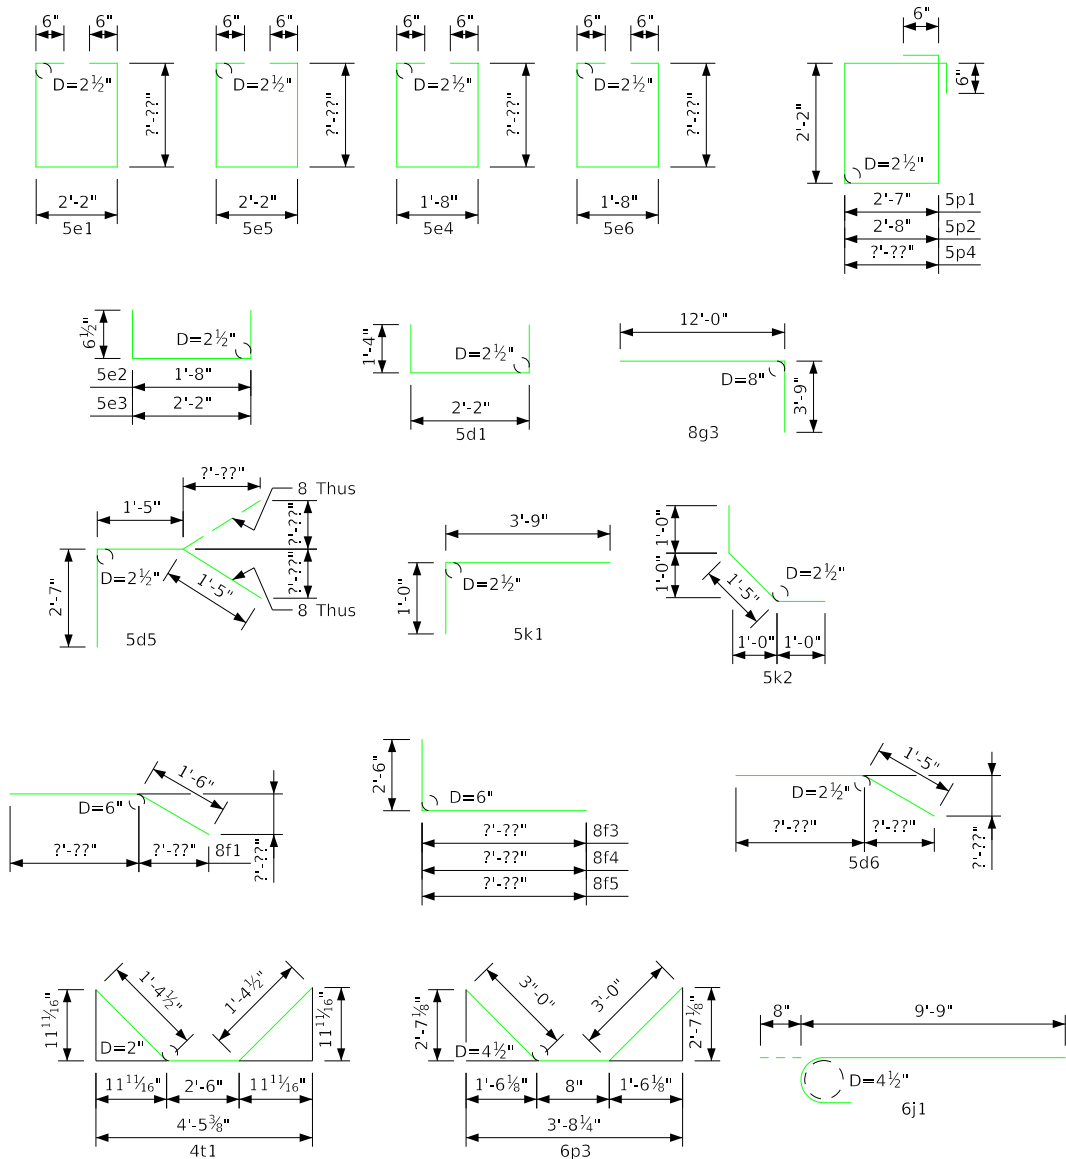 6" 6" 6" 6" 6" 6" 6" 6" 6"
D=2½" D=2½" D=2½" D=2½"
?'-??" ?'-??" ?'-??" ?'-??" 2'-2" 6"
D=2½"
2'-2" 2'-2" 1'-8" 1'-8" 2'-7" 5p1
5e1 5e5 5e4 5e6 2'-8" 5p2
?'-??" 5p4
6½" D=2½" 1'-4" D=2½" 12'-0"
D=8" 3'-9"
5e2 1'-8"
5e3 2'-2" 2'-2"
5d1 8g3
?'-??" 8 Thus
1'-5" ?'-??" 3'-9" 1'-0"
D=2½" ?'-??" D=2½" 1'-0" D=2½"
2'-7" 1'-5" 1'-0" 1'-5"
8 Thus
5d5 5k1 1'-0" 1'-0"
5k2
1'-6" 2'-6" 1'-5"
D=6" D=6" D=2½"
?'-??" ?'-??" 8f1 ?'-??" ?'-??" 8f3 ?'-??" ?'-??" ?'-??"
?'-??" 8f4 5d6
?'-??" 8f5
1'-4½" 1'-4½" 3"-0" 3'-0"
11¹¹⁄₁₆" 11¹¹⁄₁₆" 2'-7⅛" 2'-7⅛" 8" 9'-9"
D=2" D=4½" D=4½"
11¹¹⁄₁₆" 2'-6" 11¹¹⁄₁₆" 1'-6⅛" 8" 1'-6⅛" 6j1
4'-5⅜" 3'-8¼"
4t1 6p3